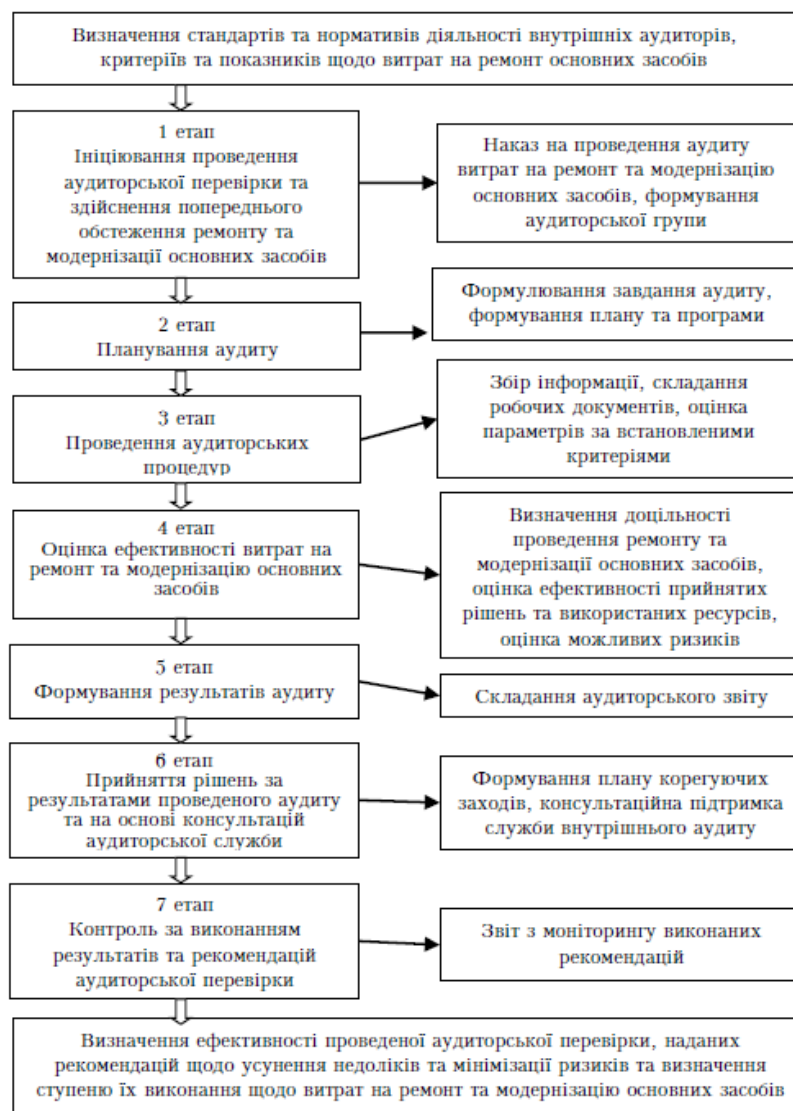 Визначення стандартів та нормативів діяльності внутрішніх аудиторів,
критеріїв та показників щодо витрат на ремонт основних засобів
1 етап
Ініціювання проведення
аудиторської перевірки та
здійснення попереднього
обстеження ремонту та
модернізації основних засобів
Наказ на проведення аудиту
витрат на ремонт та модернізацію
основних засобів, формування
аудиторської групи
2 етап
Планування аудиту
Формулювання завдання аудиту,
формування плану та програми
3 етап
Проведення аудиторських
процедур
Збір інформації, складання
робочих документів, оцінка
параметрів за встановленими
критеріями
4 етап
Оцінка ефективності витрат на
ремонт та модернізацію основних
засобів
Визначення доцільності
проведення ремонту та
модернізації основних засобів,
оцінка ефективності прийнятих
рішень та використаних ресурсів,
оцінка можливих ризиків
5 етап
Формування результатів аудиту
Складання аудиторського звіту
6 етап
Прийняття рішень за
результатами проведеного аудиту
та на основі консультацій
аудиторської служби
Формування плану корегуючих
заходів, консультаційна підтримка
служби внутрішнього аудиту
7 етап
Контроль за виконанням
результатів та рекомендацій
аудиторської перевірки
Звіт з моніторингу виконаних
рекомендацій
Визначення ефективності проведеної аудиторської перевірки, наданих
рекомендацій щодо усунення недоліків та мінімізації ризиків та визначення
ступеню їх виконання щодо витрат на ремонт та модернізацію основних засобів